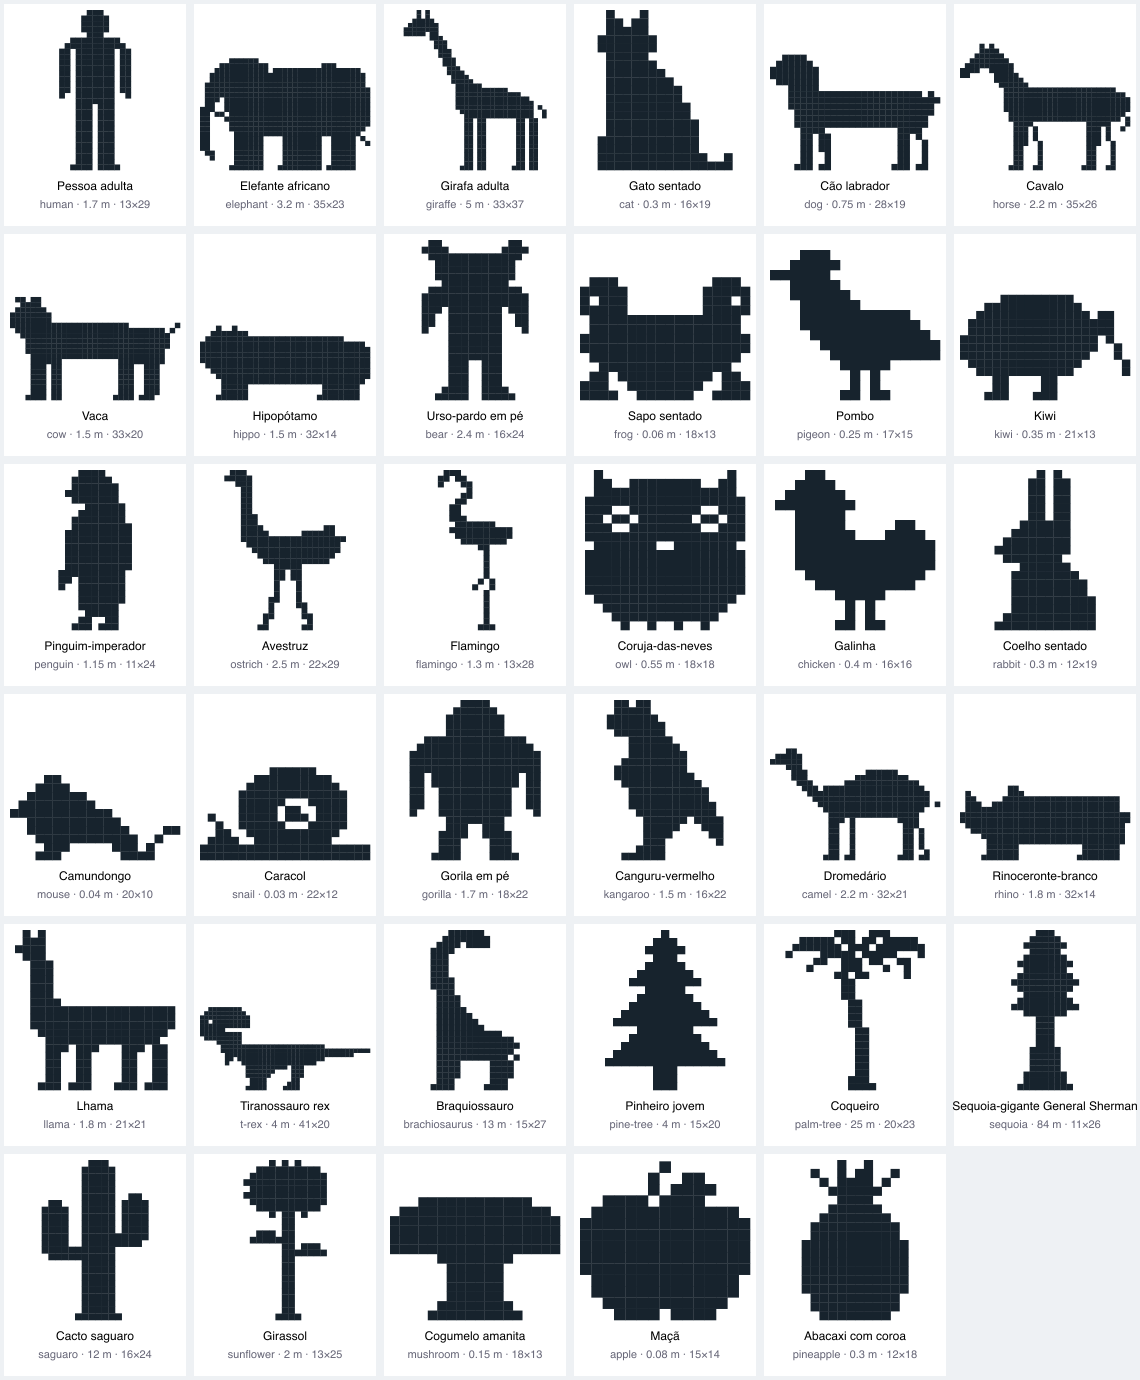 Pessoa adulta
human · 1.7 m · 13×29
Elefante africano
elephant · 3.2 m · 35×23
Girafa adulta
giraffe · 5 m · 33×37
Gato sentado
cat · 0.3 m · 16×19
Cão labrador
dog · 0.75 m · 28×19
Cavalo
horse · 2.2 m · 35×26
Vaca
cow · 1.5 m · 33×20
Hipopótamo
hippo · 1.5 m · 32×14
Urso-pardo em pé
bear · 2.4 m · 16×24
Sapo sentado
frog · 0.06 m · 18×13
Pombo
pigeon · 0.25 m · 17×15
Kiwi
kiwi · 0.35 m · 21×13
Pinguim-imperador
penguin · 1.15 m · 11×24
Avestruz
ostrich · 2.5 m · 22×29
Flamingo
flamingo · 1.3 m · 13×28
Coruja-das-neves
owl · 0.55 m · 18×18
Galinha
chicken · 0.4 m · 16×16
Coelho sentado
rabbit · 0.3 m · 12×19
Camundongo
mouse · 0.04 m · 20×10
Caracol
snail · 0.03 m · 22×12
Gorila em pé
gorilla · 1.7 m · 18×22
Canguru-vermelho
kangaroo · 1.5 m · 16×22
Dromedário
camel · 2.2 m · 32×21
Rinoceronte-branco
rhino · 1.8 m · 32×14
Lhama
llama · 1.8 m · 21×21
Tiranossauro rex
t-rex · 4 m · 41×20
Braquiossauro
brachiosaurus · 13 m · 15×27
Pinheiro jovem
pine-tree · 4 m · 15×20
Coqueiro
palm-tree · 25 m · 20×23
Sequoia-gigante General Sherman
sequoia · 84 m · 11×26
Cacto saguaro
saguaro · 12 m · 16×24
Girassol
sunflower · 2 m · 13×25
Cogumelo amanita
mushroom · 0.15 m · 18×13
Maçã
apple · 0.08 m · 15×14
Abacaxi com coroa
pineapple · 0.3 m · 12×18